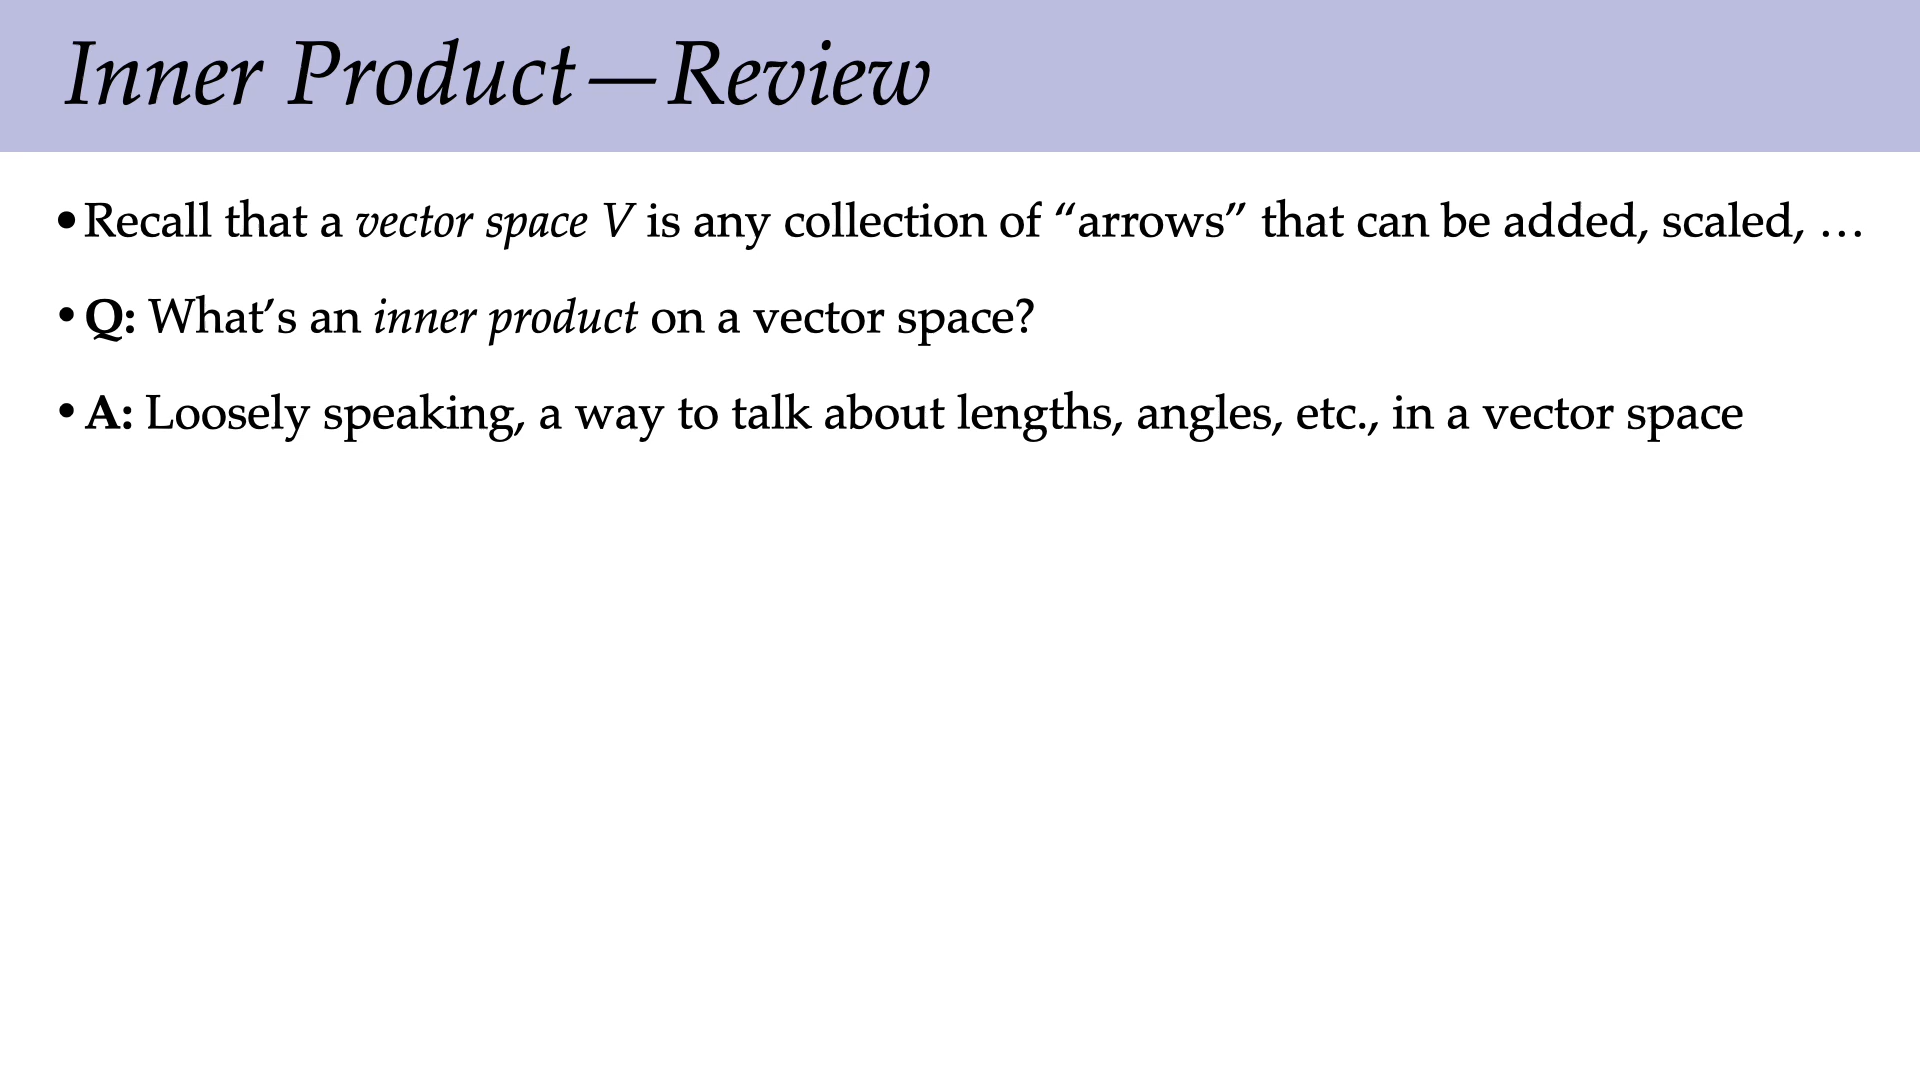 Inner Product—Review
•Recall that a vector space V is any collection of “arrows” that can be added, scaled, …
•Q: What’s an inner product on a vector space?
•A: Loosely speaking, a way to talk about lengths, angles, etc., in a vector space